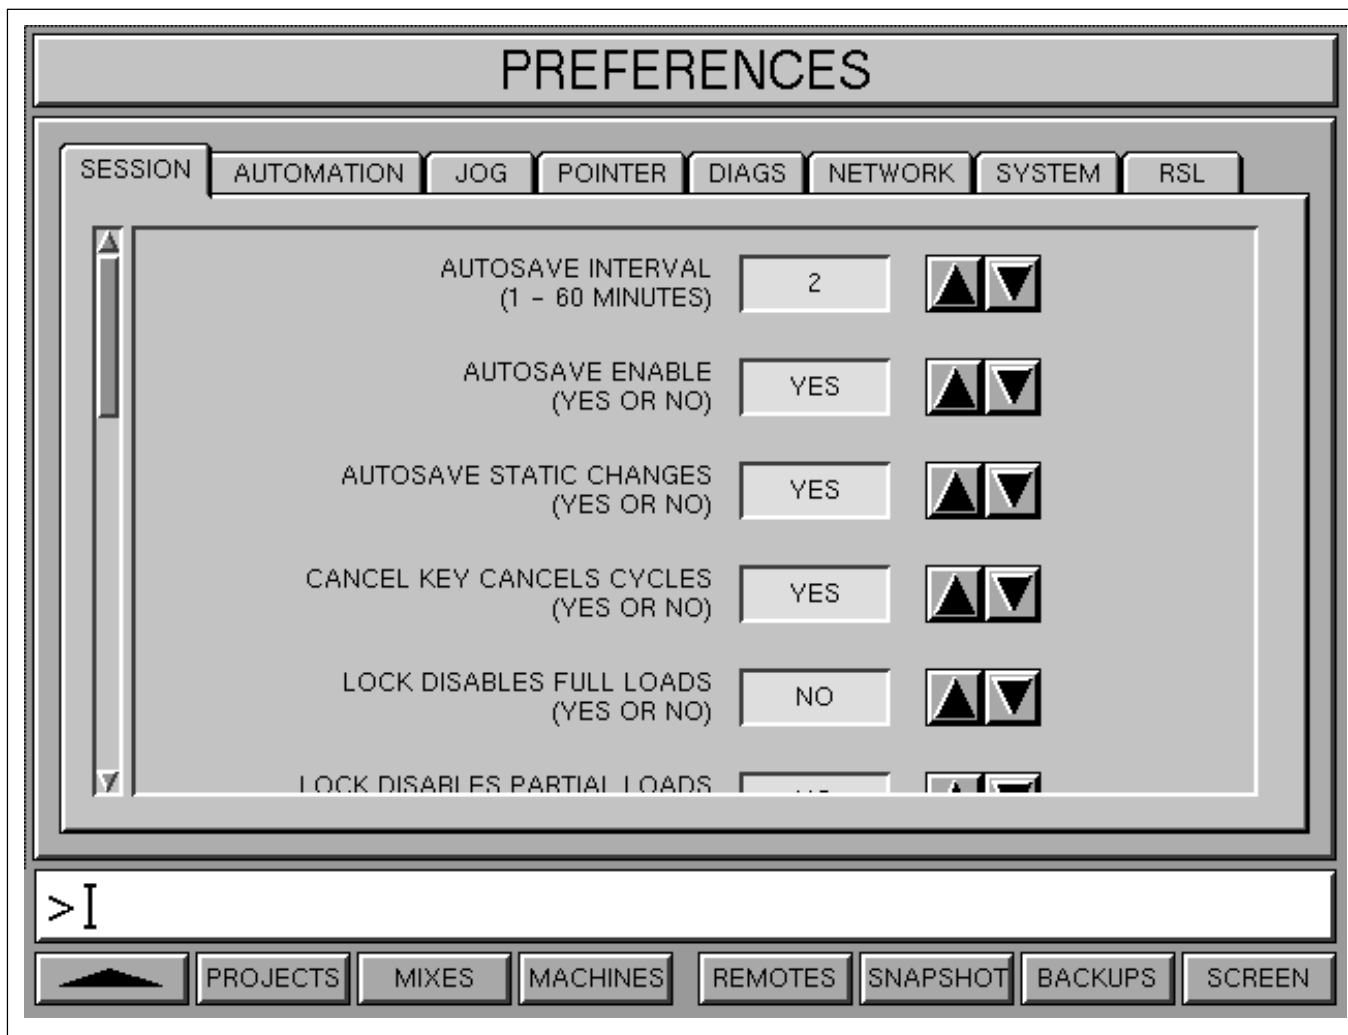 PREFERENCES
SESSION AUTOMATION JOG POINTER DIAGS NETWORK SYSTEM RSL
AUTOSAVE INTERVAL
(1 - 60 MINUTES)
2
AUTOSAVE ENABLE
(YES OR NO)
YES
AUTOSAVE STATIC CHANGES
(YES OR NO)
YES
CANCEL KEY CANCELS CYCLES
(YES OR NO)
YES
LOCK DISABLES FULL LOADS
(YES OR NO)
NO
LOCK DISABLES PARTIAL LOADS
>
PROJECTS MIXES MACHINES REMOTES SNAPSHOT BACKUPS SCREEN